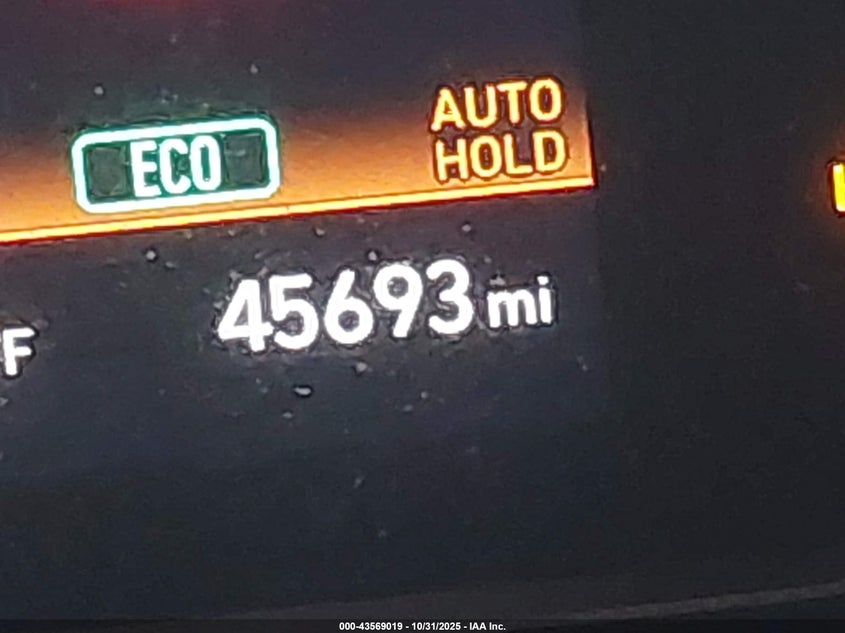 ECO
AUTO
HOLD
45693 mi
F
000-43569019 - 10/31/2025 - IAA Inc.